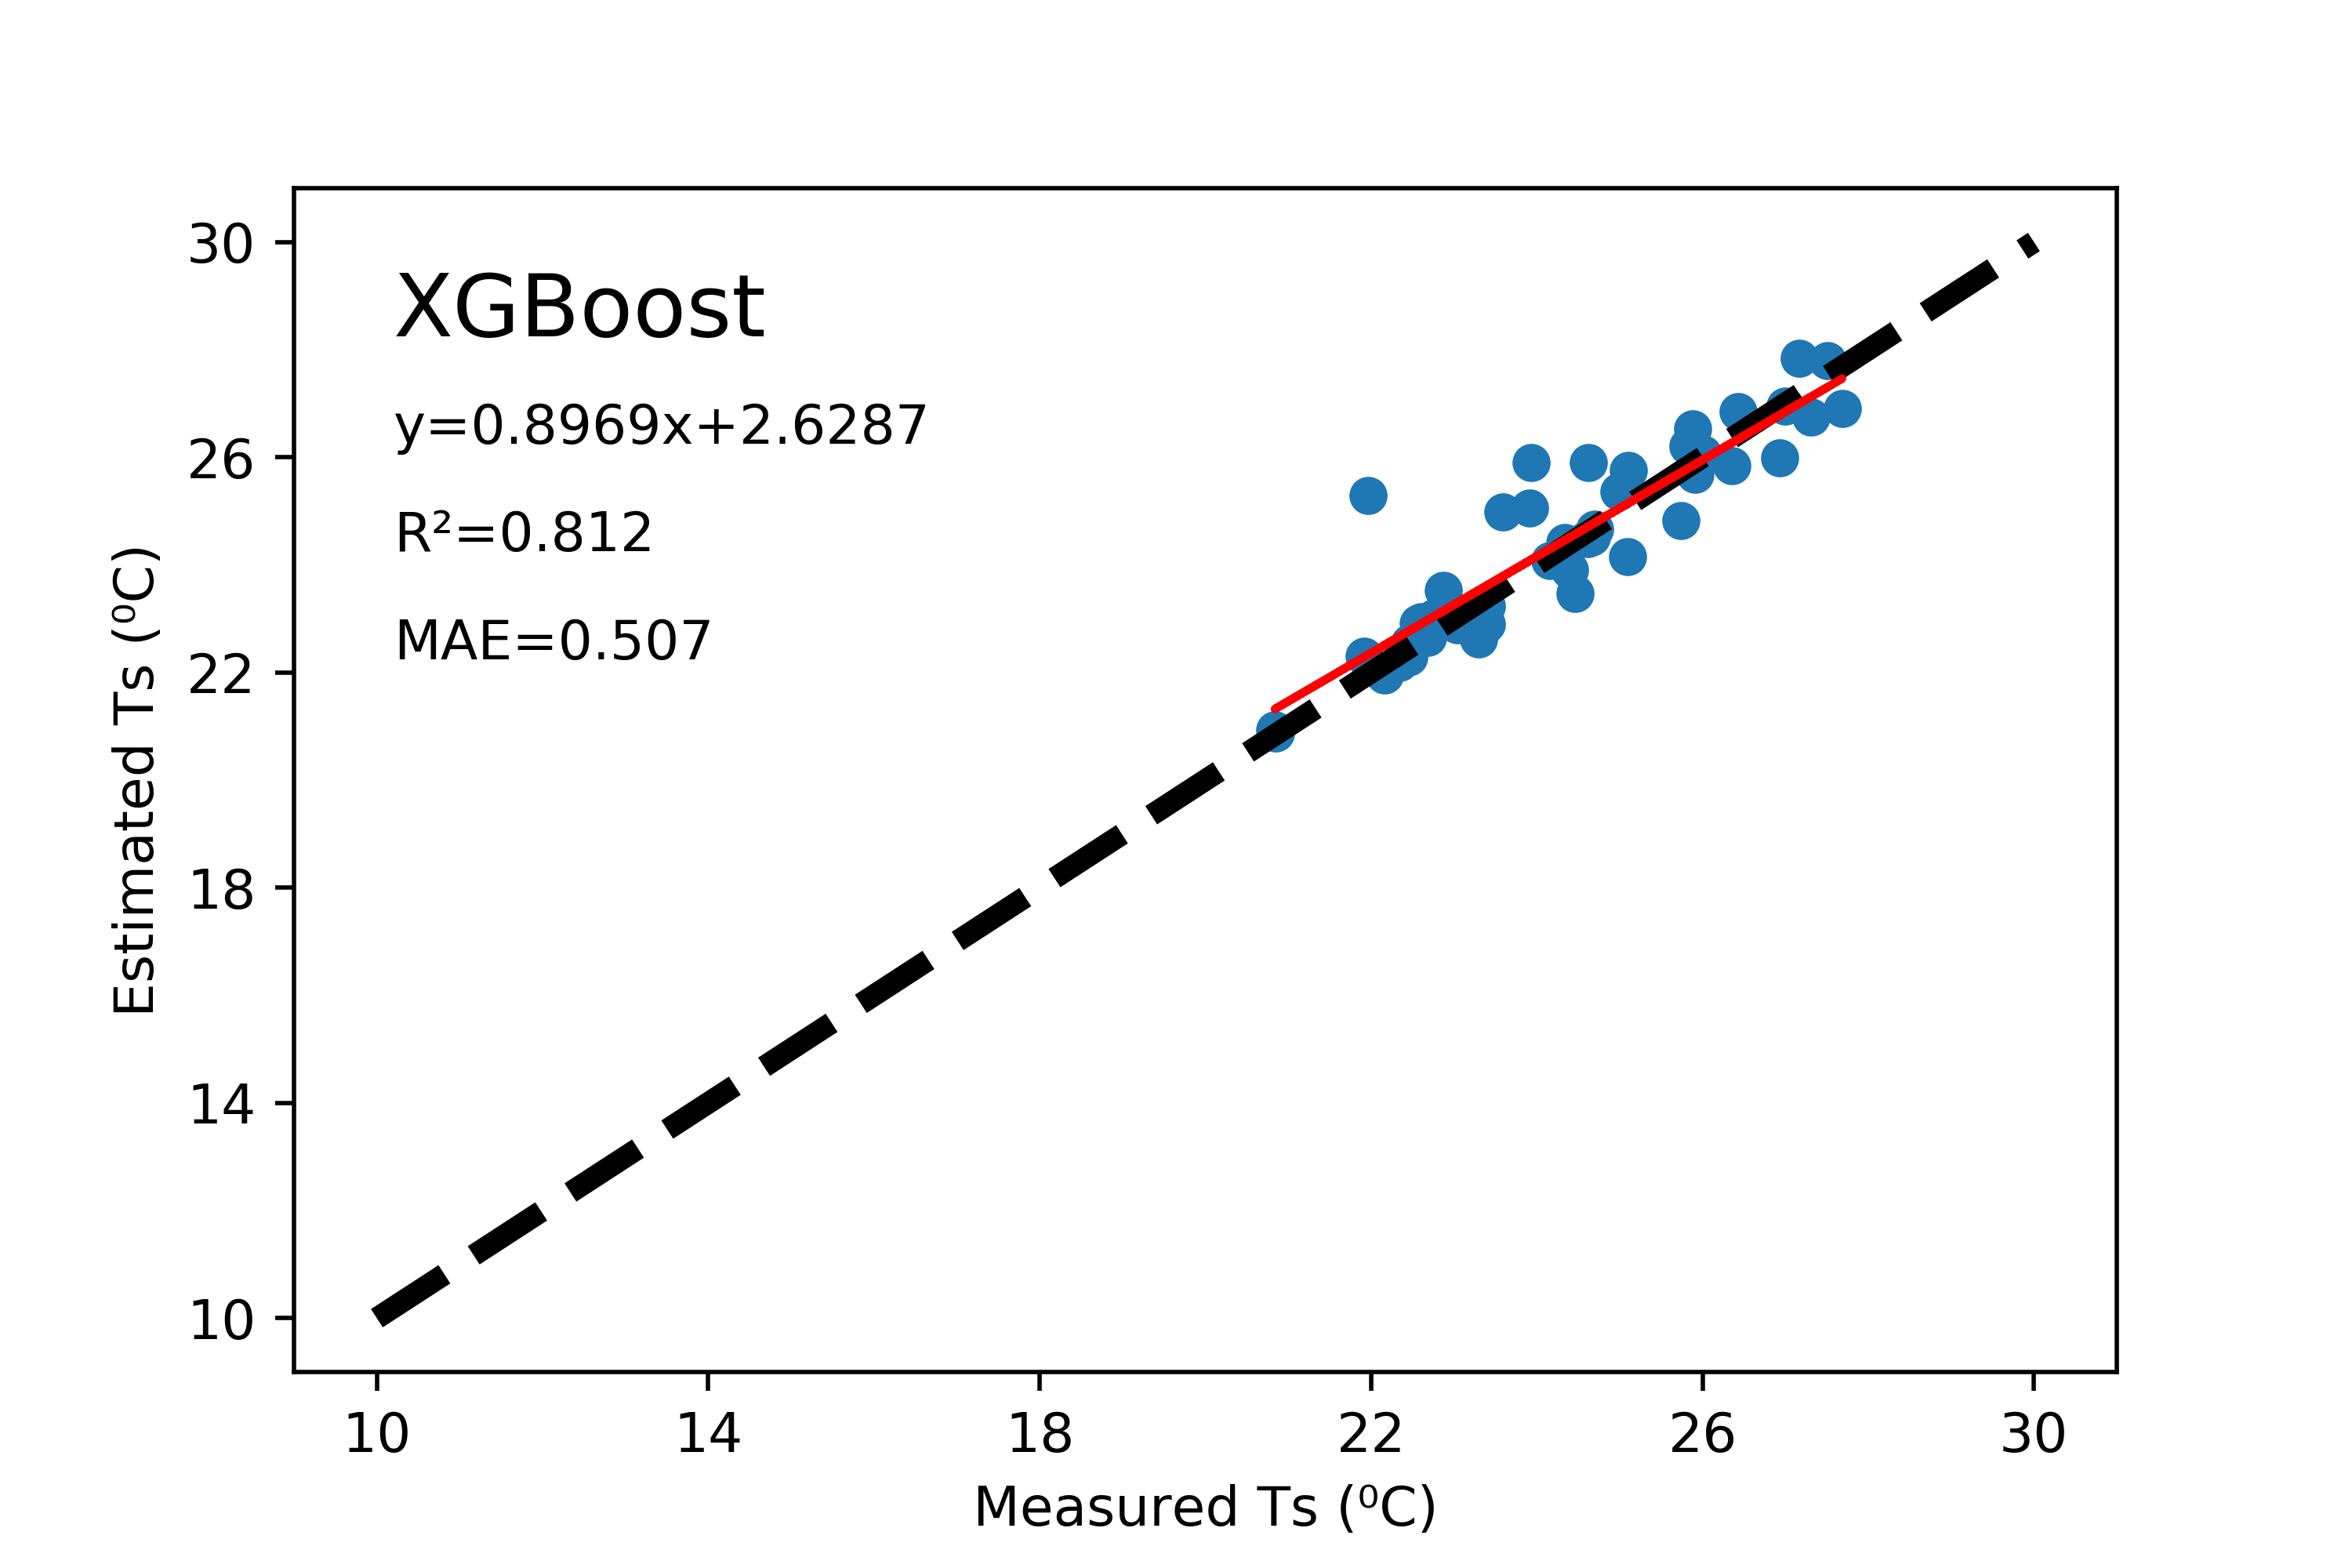 XGBoost
y=0.8969x+2.6287
R²=0.812
MAE=0.507
30
26
22
18
14
10
Estimated Ts (⁰C)
10 14 18 22 26 30
Measured Ts (⁰C)